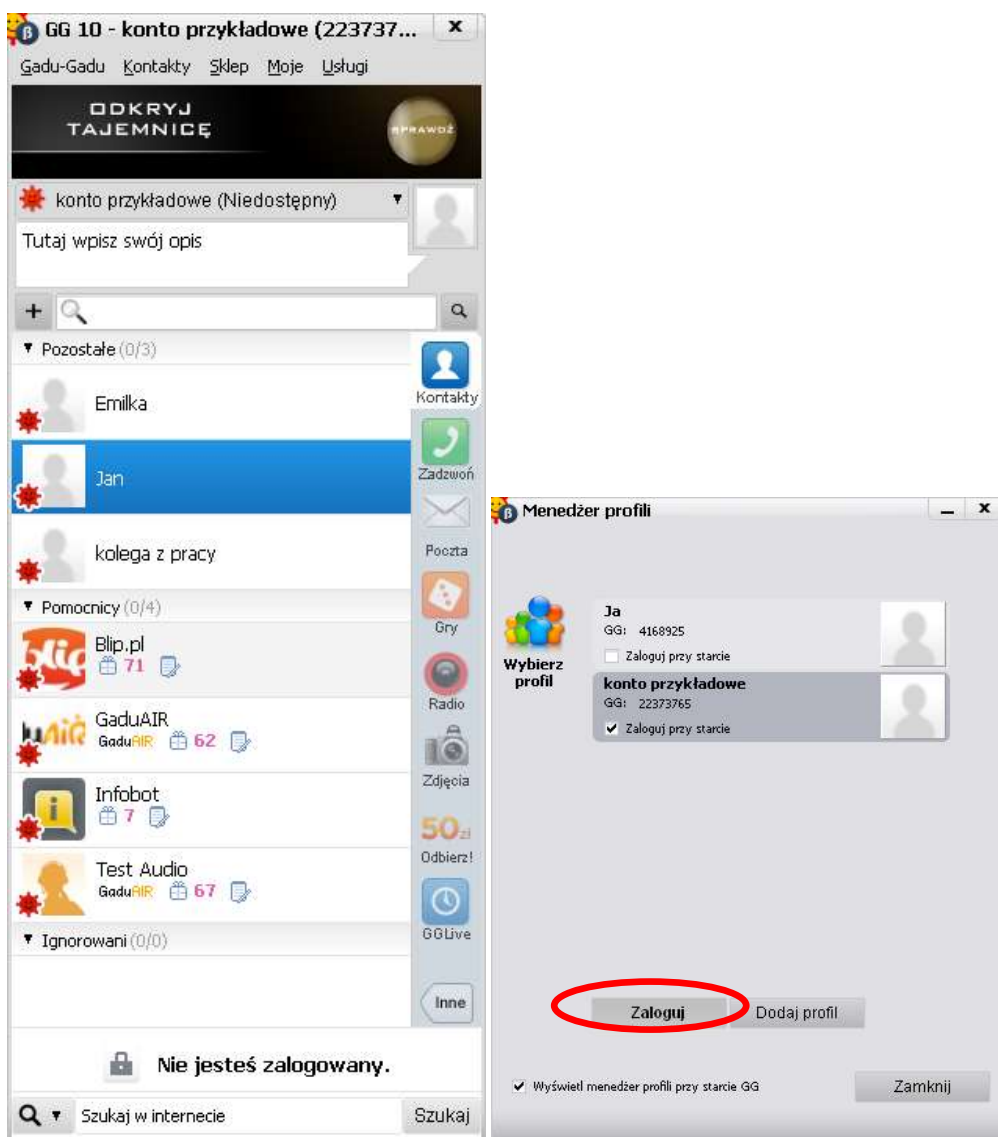 GG 10 - konto przykładowe (223737...
Gadu-Gadu Kontakty Sklep Moje Usługi
ODKRYJ
TAJEMNICĘ
SPRAWDŹ
konto przykładowe (Niedostępny)
Tutaj wpisz swój opis
Pozostałe (0/3)
Emilka
Kontakty
Jan
Zadzwoń
kolega z pracy
Poczta
Pomocnicy (0/4)
Gry
blip
Blip.pl
71
Radio
GaduAIR
GaduAIR 62
Zdjęcia
Infobot
7
50zł
Odbierz!
Test Audio
GaduAIR 67
GGLive
Ignorowani (0/0)
Inne
Nie jesteś zalogowany.
Szukaj w internecie
Szukaj
Menedżer profili
Wybierz
profil
Ja
GG: 4168925
Zaloguj przy starcie
konto przykładowe
GG: 22373765
Zaloguj przy starcie
Zaloguj
Dodaj profil
Wyświetl menedżer profili przy starcie GG
Zamknij